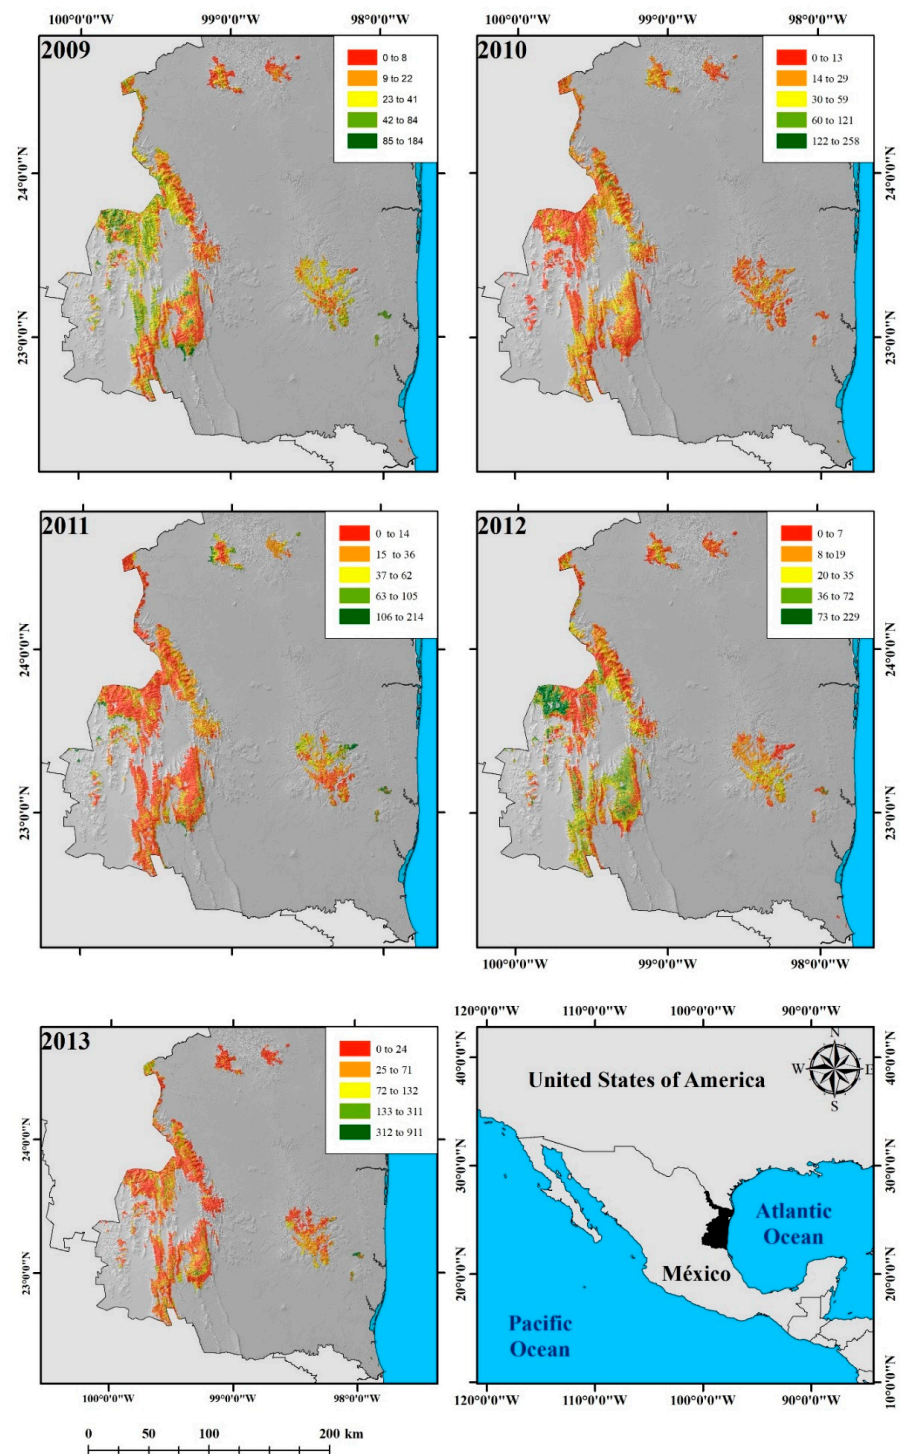 100°0'0"W 99°0'0"W 98°0'0"W
100°0'0"W 99°0'0"W 98°0'0"W
2009
0 to 8
9 to 22
23 to 41
42 to 84
85 to 184
24°0'0"N
23°0'0"N
2010
0 to 13
14 to 29
30 to 59
60 to 121
122 to 258
24°0'0"N
23°0'0"N
2011
0 to 14
15 to 36
37 to 62
63 to 105
106 to 214
24°0'0"N
23°0'0"N
2012
0 to 7
8 to19
20 to 35
36 to 72
73 to 229
24°0'0"N
23°0'0"N
100°0'0"W 99°0'0"W 98°0'0"W
2013
0 to 24
25 to 71
72 to 132
133 to 311
312 to 911
24°0'0"N
23°0'0"N
100°0'0"W 99°0'0"W 98°0'0"W
0 50 100 200 km
120°0'0"W 110°0'0"W 100°0'0"W 90°0'0"W
N
W E
S
United States of America
Atlantic
Ocean
México
Pacific
Ocean
40°0'0"N
30°0'0"N
20°0'0"N
10°0'0"N
120°0'0"W 110°0'0"W 100°0'0"W 90°0'0"W